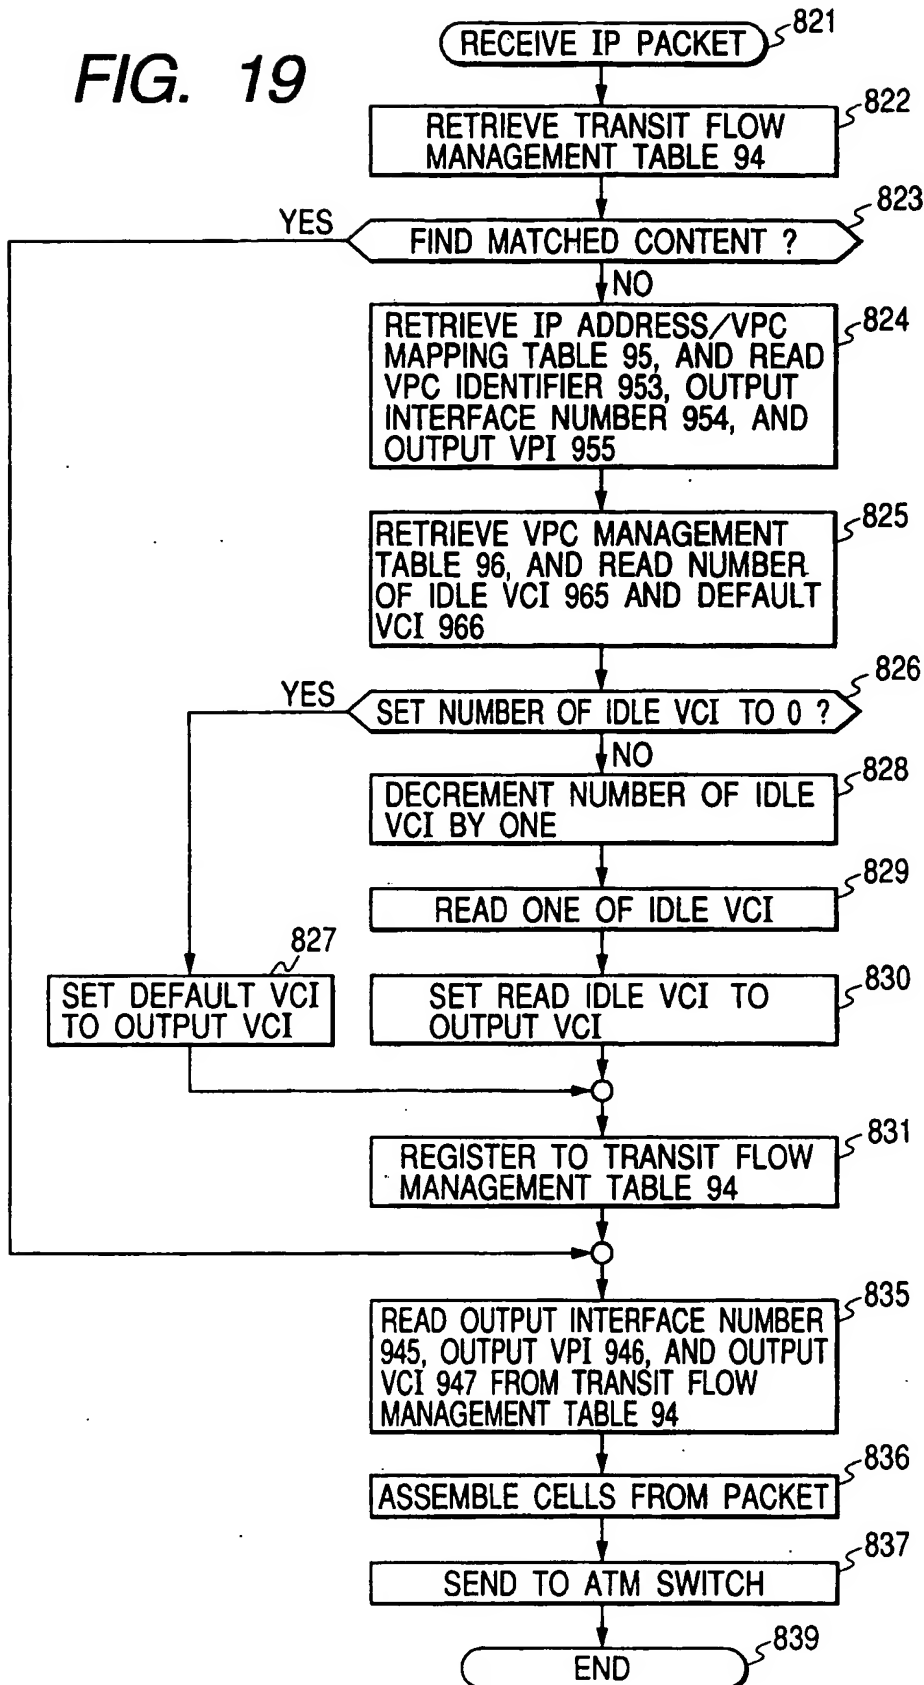 FIG. 19
RECEIVE IP PACKET
821
822
RETRIEVE TRANSIT FLOW
MANAGEMENT TABLE 94
823
YES
FIND MATCHED CONTENT ?
NO
824
RETRIEVE IP ADDRESS/VPC
MAPPING TABLE 95, AND READ
VPC IDENTIFIER 953, OUTPUT
INTERFACE NUMBER 954, AND
OUTPUT VPI 955
825
RETRIEVE VPC MANAGEMENT
TABLE 96, AND READ NUMBER
OF IDLE VCI 965 AND DEFAULT
VCI 966
826
YES
SET NUMBER OF IDLE VCI TO 0 ?
NO
828
DECREMENT NUMBER OF IDLE
VCI BY ONE
829
READ ONE OF IDLE VCI
827
SET DEFAULT VCI
TO OUTPUT VCI
830
SET READ IDLE VCI TO
OUTPUT VCI
831
REGISTER TO TRANSIT FLOW
MANAGEMENT TABLE 94
835
READ OUTPUT INTERFACE NUMBER
945, OUTPUT VPI 946, AND OUTPUT
VCI 947 FROM TRANSIT FLOW
MANAGEMENT TABLE 94
836
ASSEMBLE CELLS FROM PACKET
837
SEND TO ATM SWITCH
839
END